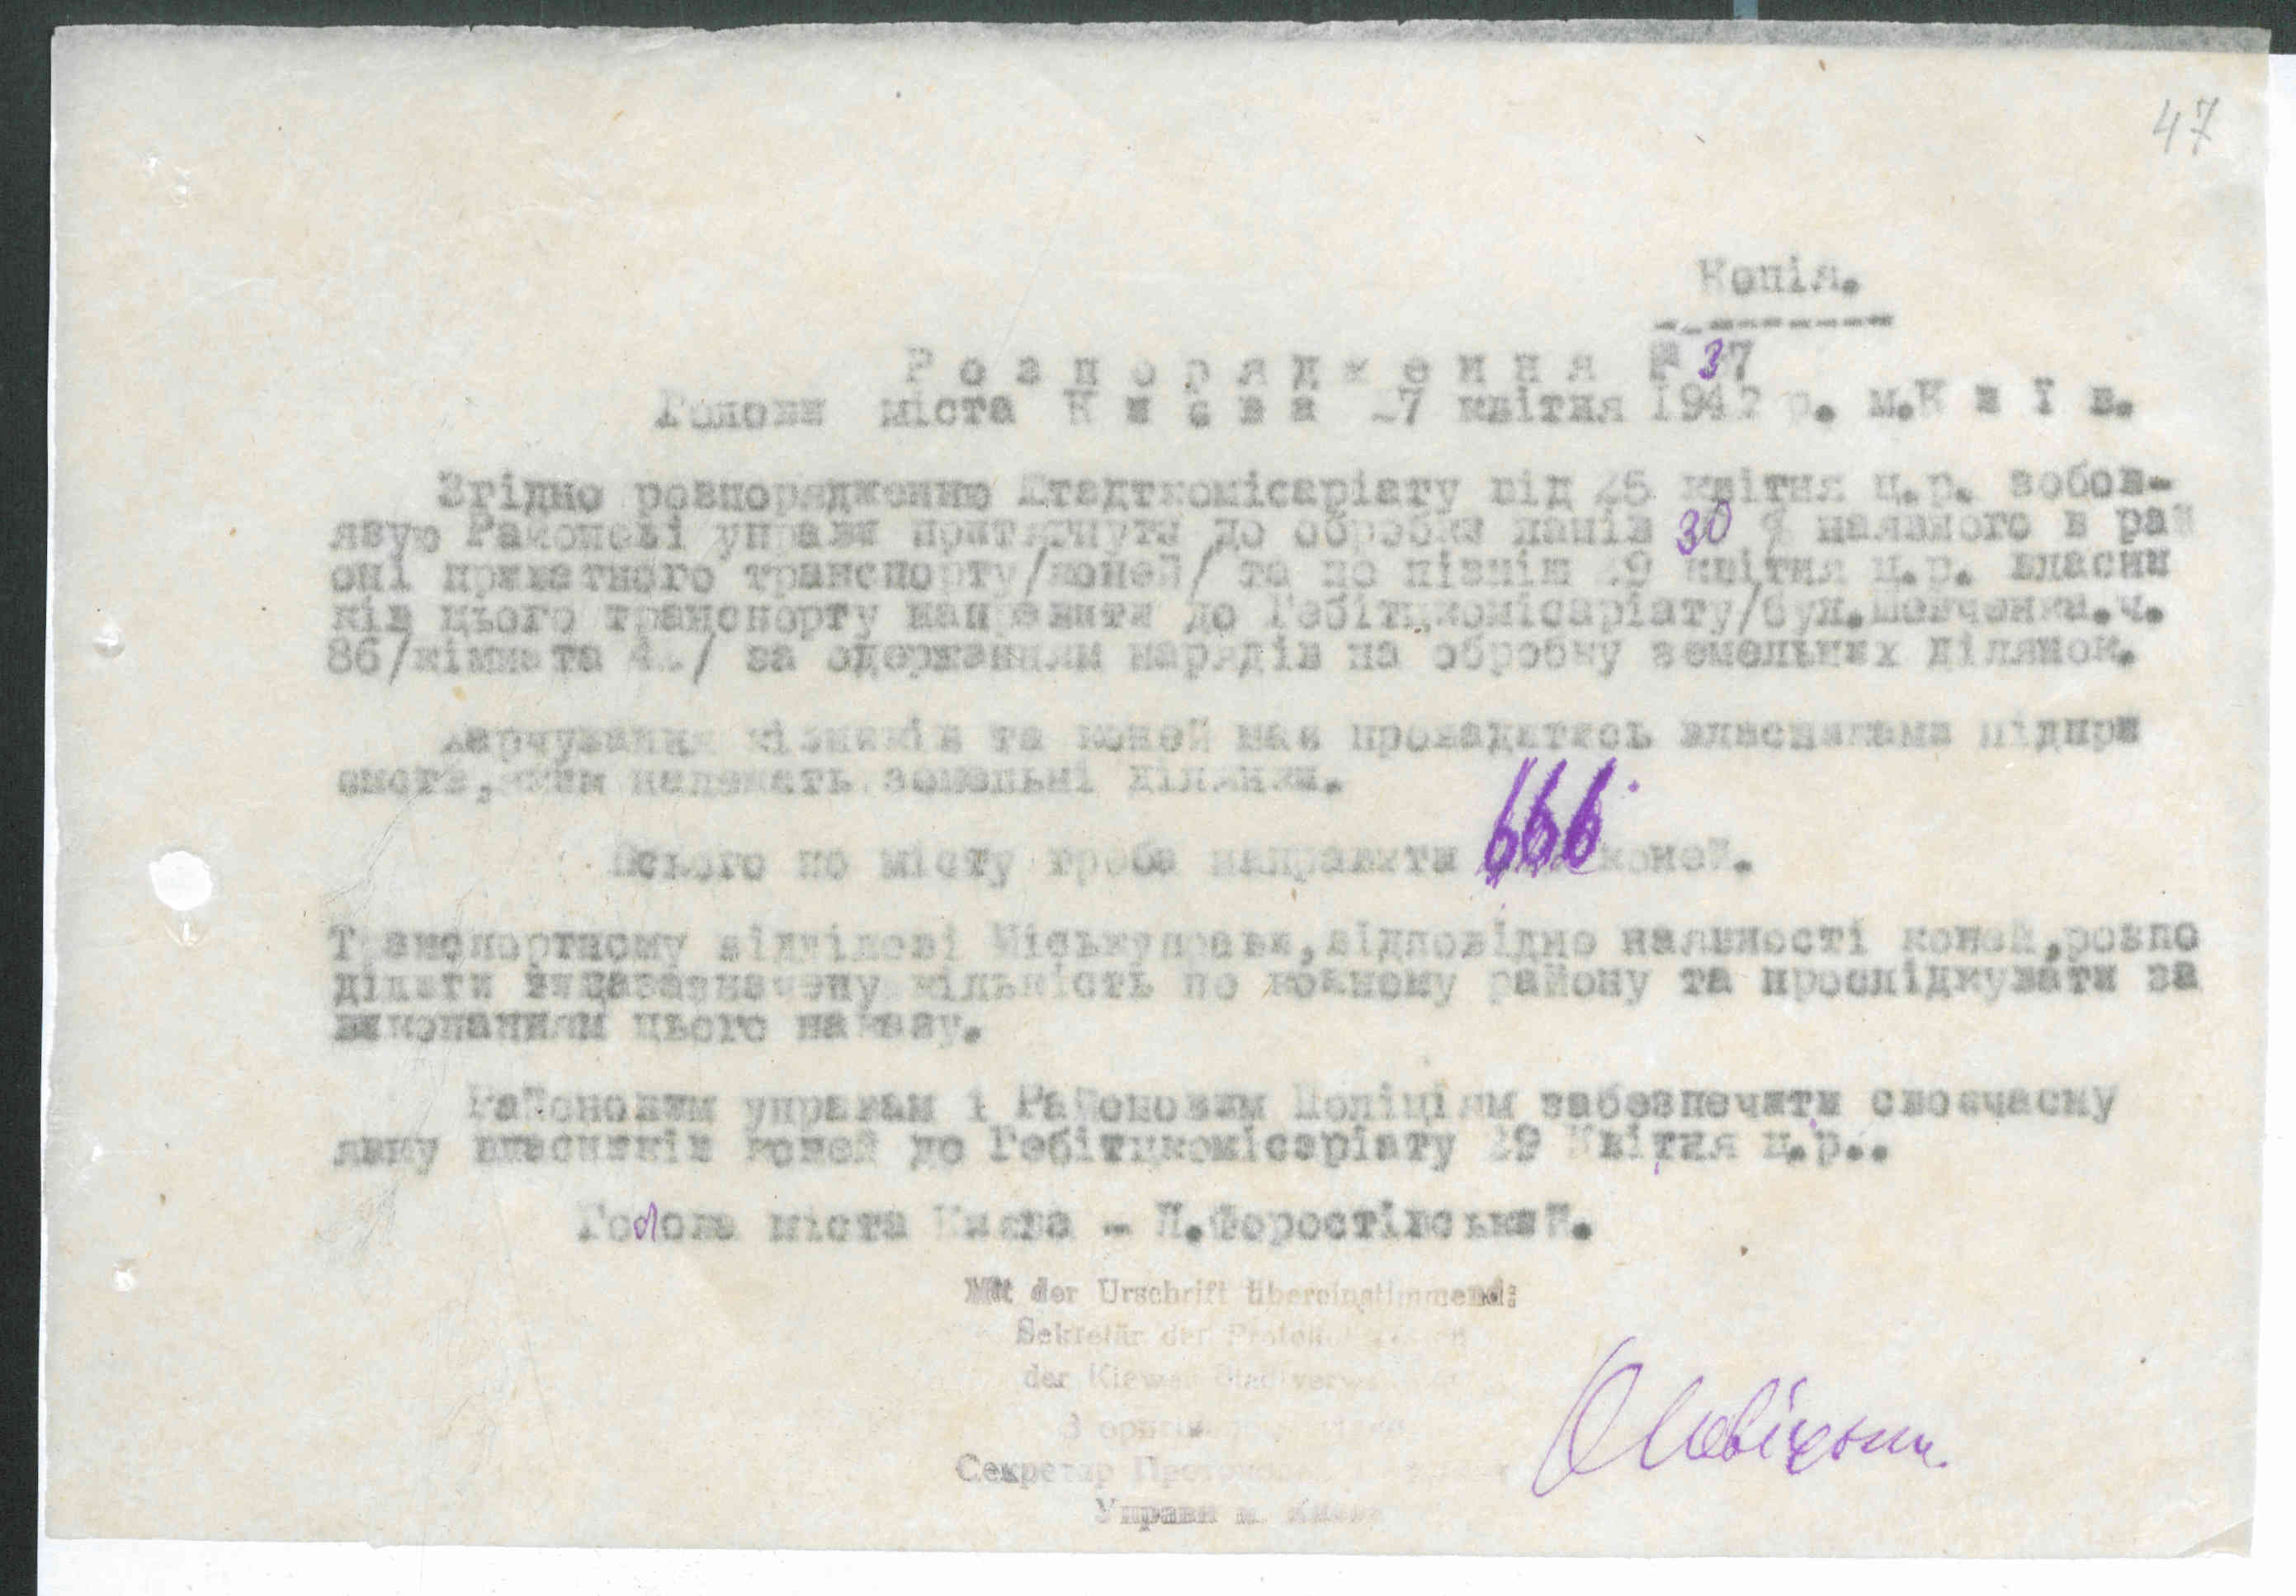 47
Копія.
Розпорядження № 37
Голови міста Києва 27 квітня 1942 р. м.Київ.
Згідно розпорядженню Штадткомісаріату від 25 квітня ц.р. зобов-
язую Районові управи притягнути до обробки ланів 30 % наявного в рай
оні приватного транспорту/коней/ та не пізніш 29 квітня ц.р. власни
ків цього транспорту направити до Гебітцкомісаріату/бул.Шевченка.ч.
86/кімната / за одержанням нарядів на обробку земельних ділянок.
Харчування візників та коней має провадитись власниками підпри
ємств, яким належать земельні ділянки.
Всього по місту треба направити 666 коней.
Транспортному відділові Міськуправи,відповідно наявності коней,розпо
ділити вищезазначену кількість по кожному району та прослідкувати за
виконанням цього наказу.
Районовим управам і Районовим Поліціям забезпечити своєчасну
явку власників коней до Гебітцкомісаріату 29 Квітня ц.р..
Голова міста Києва - Л.Форостівський.
Mit der Urschrift übereinstimmend:
Sekretär der
der Kiewer Stadtverwaltung
З оригіналом
Секретар
Управи м. Києва